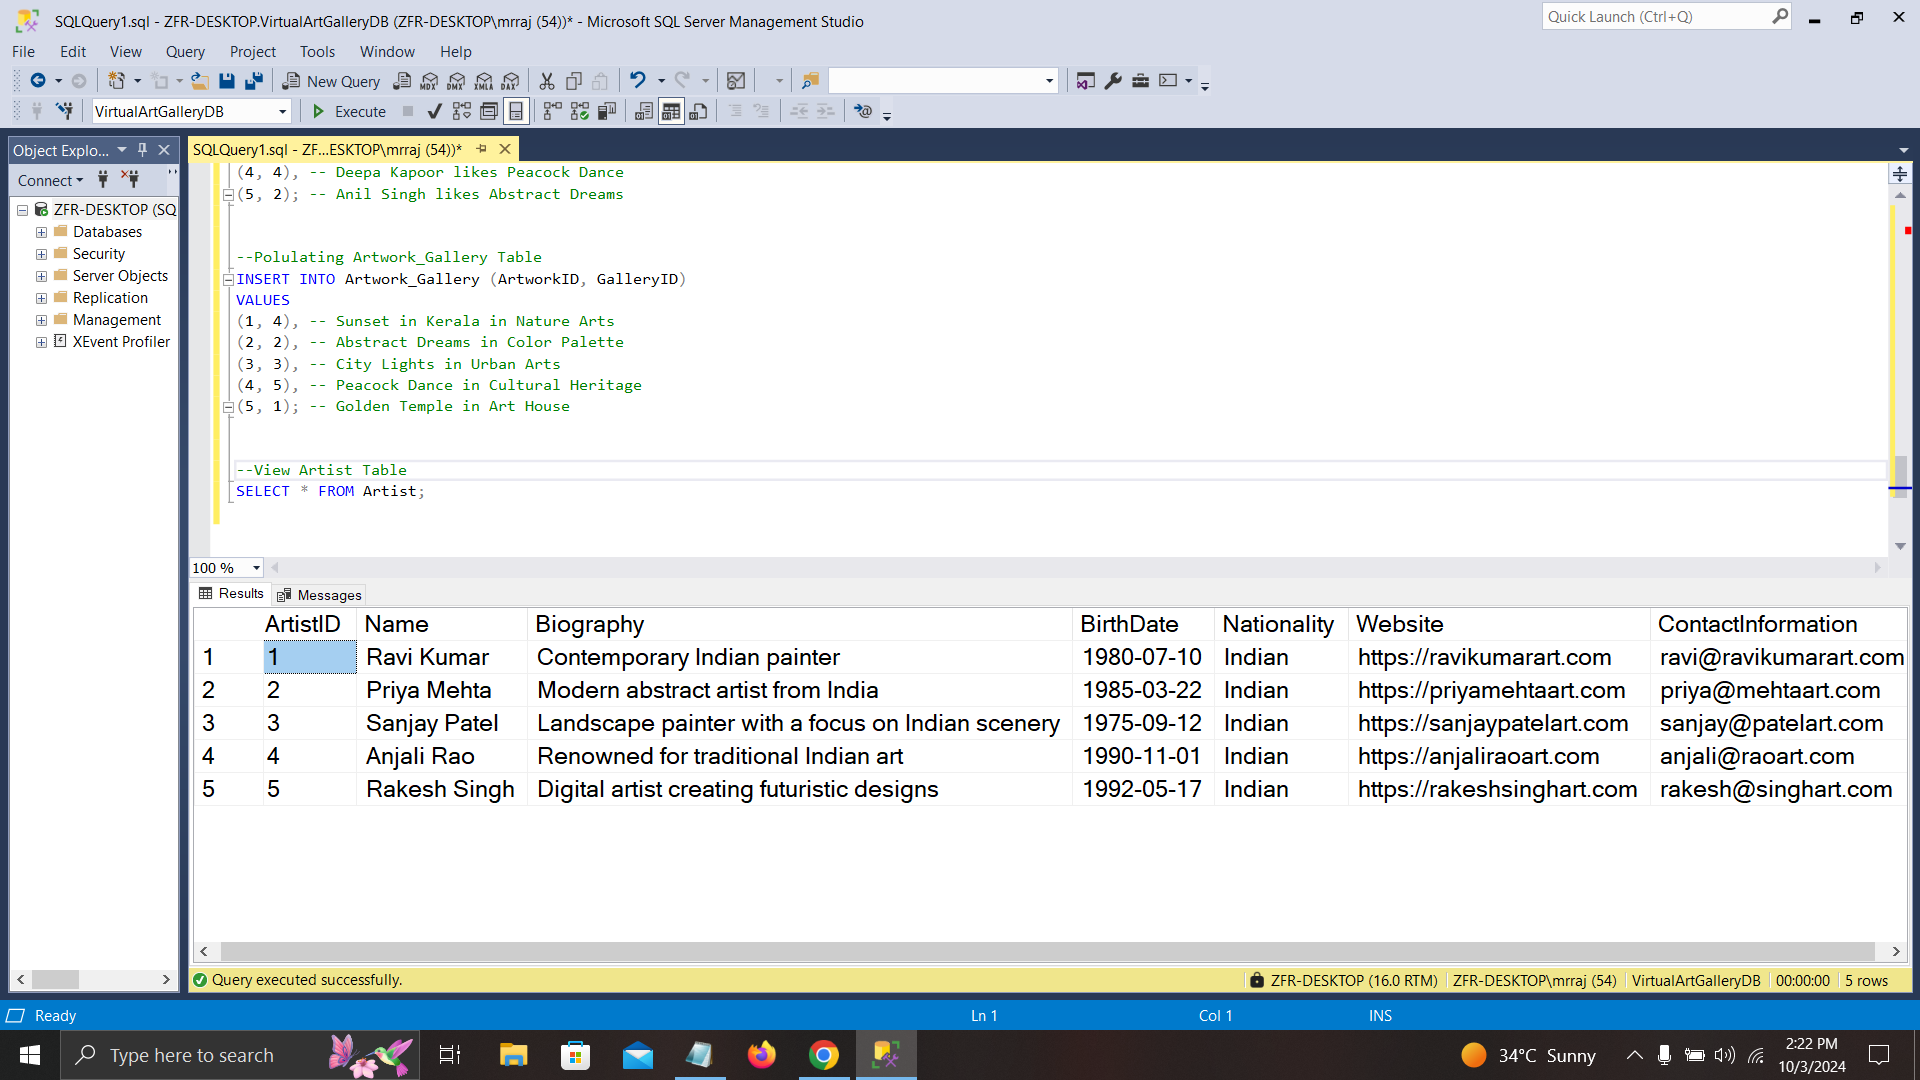 SQLQuery1.sql - ZFR-DESKTOP.VirtualArtGalleryDB (ZFR-DESKTOP\mrraj (54))* - Microsoft SQL Server Management Studio
Quick Launch (Ctrl+Q)
File Edit View Query Project Tools Window Help
New Query MDX DMX XMLA DAX
VirtualArtGalleryDB Execute
Object Explo...
SQLQuery1.sql - ZF...ESKTOP\mrraj (54))*
Connect
ZFR-DESKTOP (SQ
Databases
Security
Server Objects
Replication
Management
XEvent Profiler
(4, 4), -- Deepa Kapoor likes Peacock Dance
(5, 2); -- Anil Singh likes Abstract Dreams
--Polulating Artwork_Gallery Table
INSERT INTO Artwork_Gallery (ArtworkID, GalleryID)
VALUES
(1, 4), -- Sunset in Kerala in Nature Arts
(2, 2), -- Abstract Dreams in Color Palette
(3, 3), -- City Lights in Urban Arts
(4, 5), -- Peacock Dance in Cultural Heritage
(5, 1); -- Golden Temple in Art House
--View Artist Table
SELECT * FROM Artist;
100 %
Results Messages
ArtistID Name Biography BirthDate Nationality Website ContactInformation
1 1 Ravi Kumar Contemporary Indian painter 1980-07-10 Indian https://ravikumarart.com ravi@ravikumarart.com
2 2 Priya Mehta Modern abstract artist from India 1985-03-22 Indian https://priyamehtaart.com priya@mehtaart.com
3 3 Sanjay Patel Landscape painter with a focus on Indian scenery 1975-09-12 Indian https://sanjaypatelart.com sanjay@patelart.com
4 4 Anjali Rao Renowned for traditional Indian art 1990-11-01 Indian https://anjaliraoart.com anjali@raoart.com
5 5 Rakesh Singh Digital artist creating futuristic designs 1992-05-17 Indian https://rakeshsinghart.com rakesh@singhart.com
Query executed successfully.
ZFR-DESKTOP (16.0 RTM) ZFR-DESKTOP\mrraj (54) VirtualArtGalleryDB 00:00:00 5 rows
Ready Ln 1 Col 1 INS
Type here to search
34°C Sunny
2:22 PM
10/3/2024